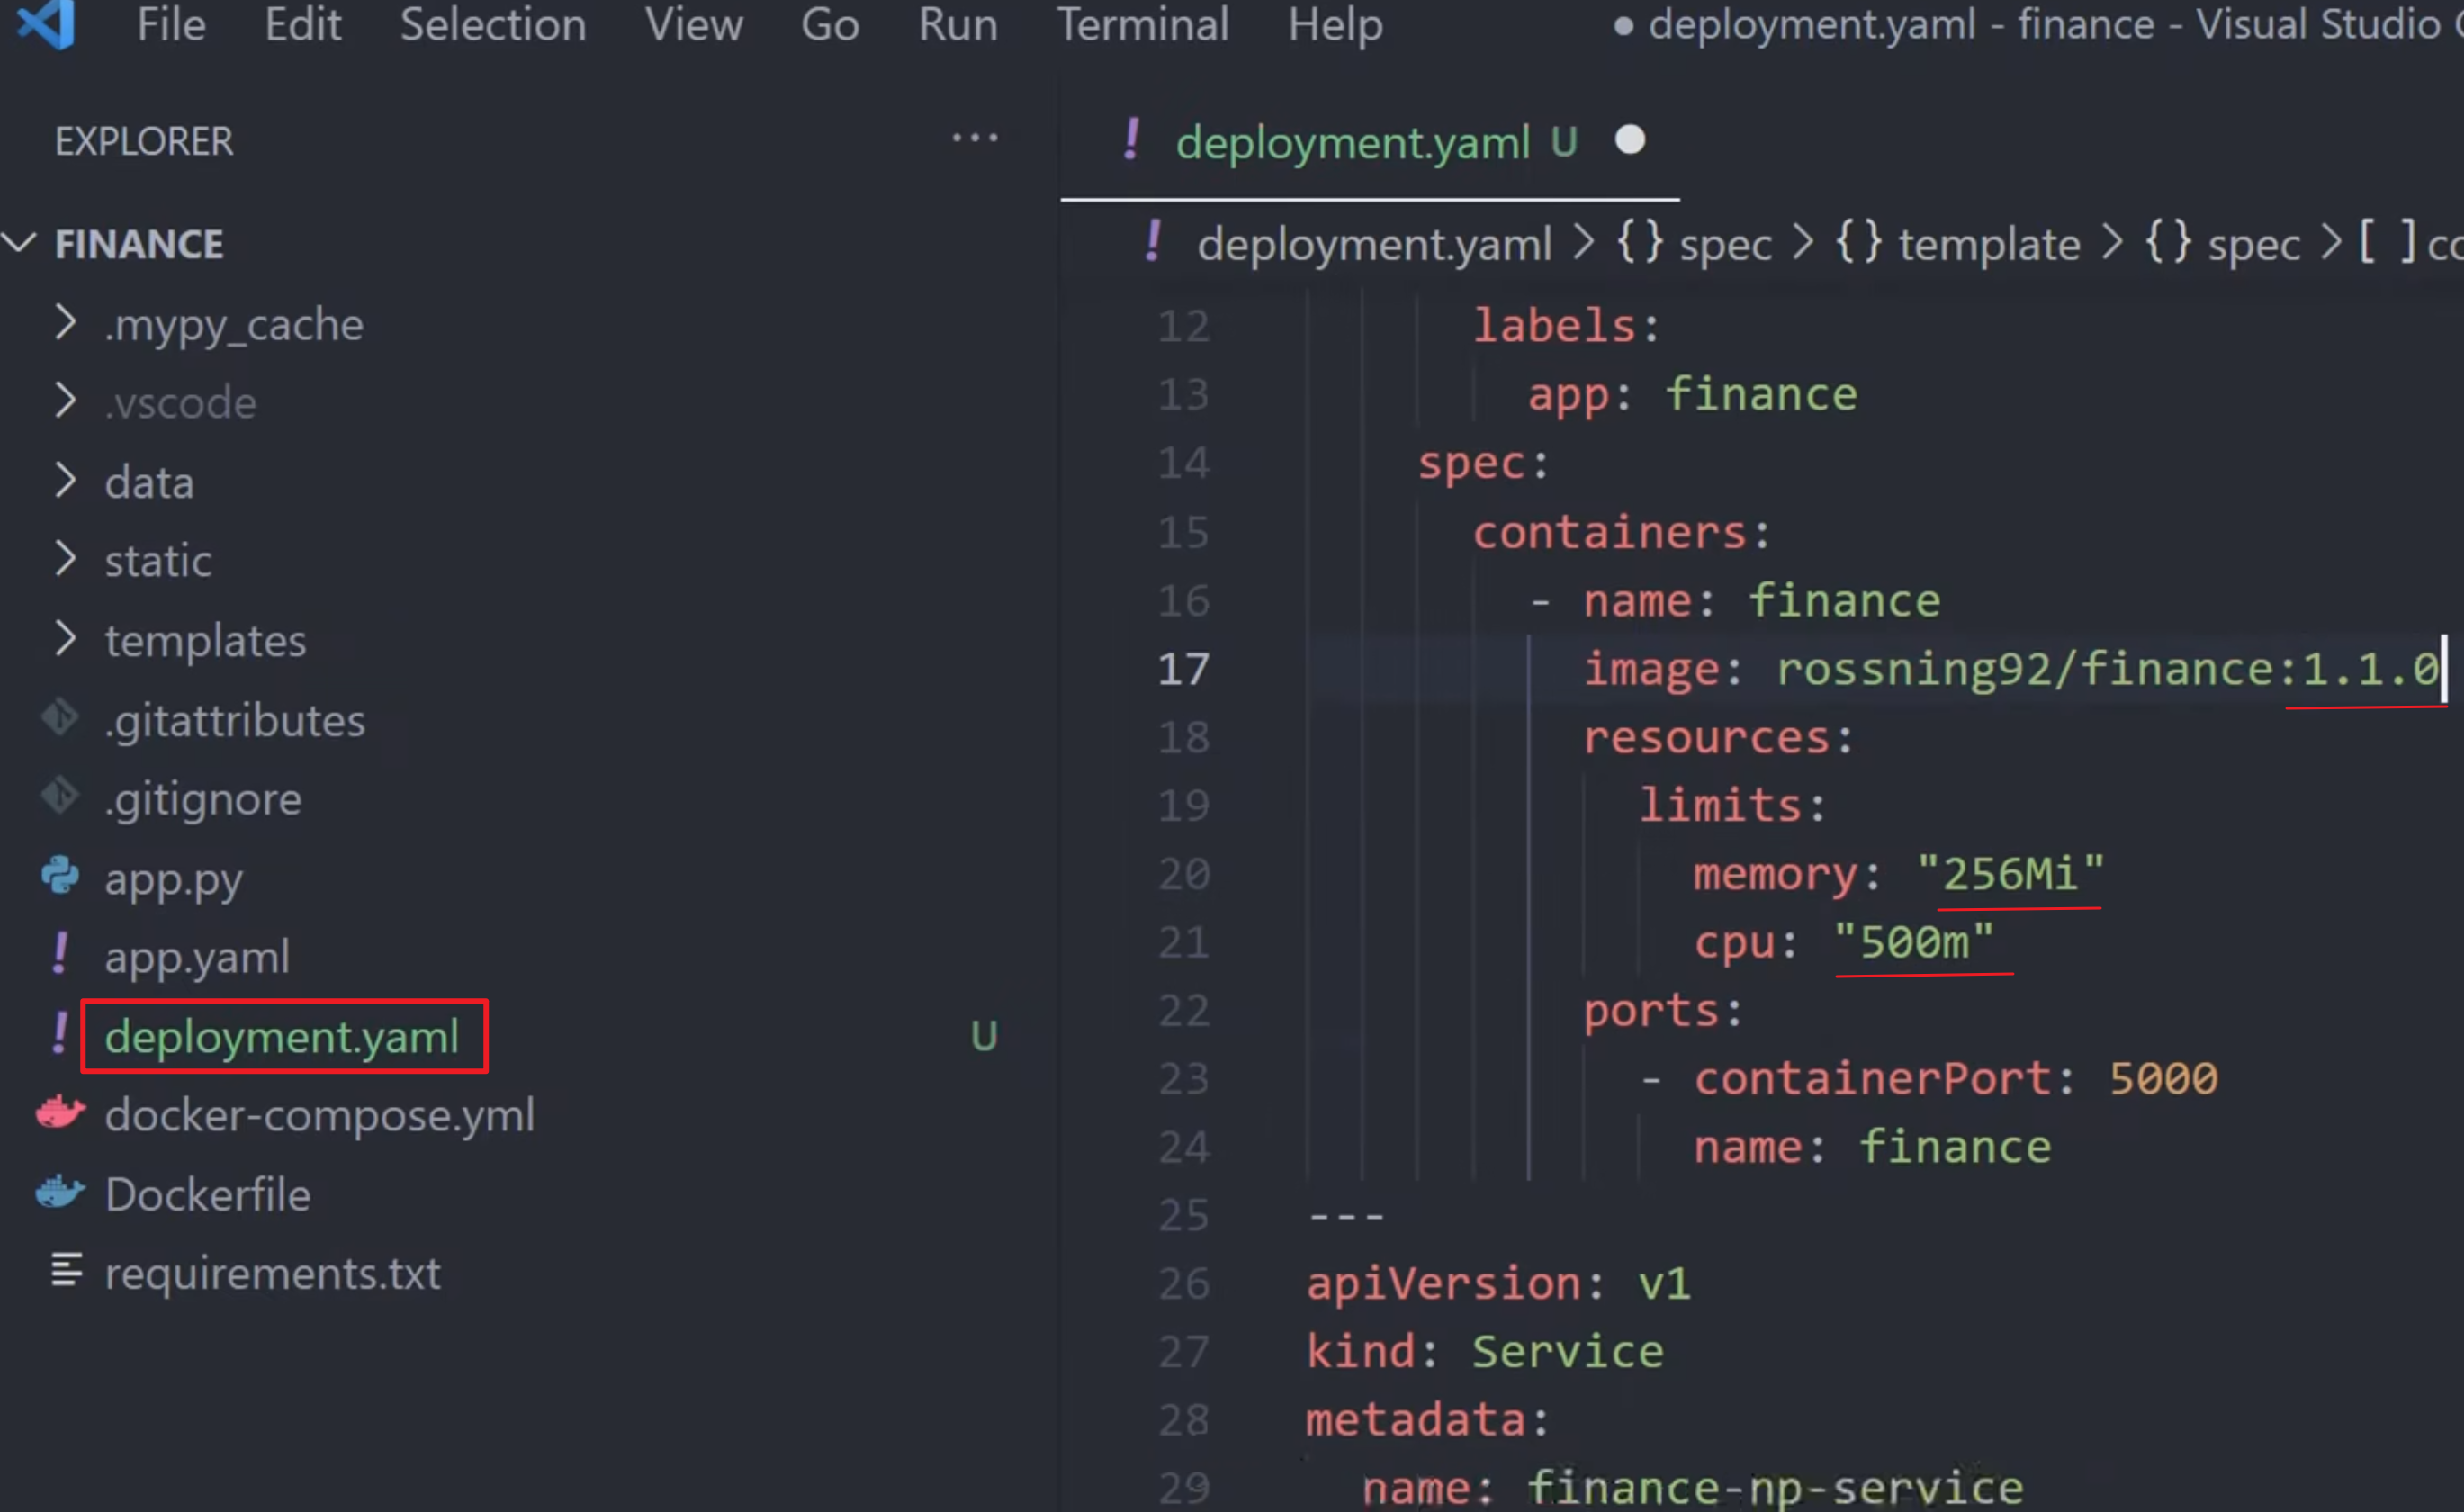 File Edit Selection View Go Run Terminal Help ● deployment.yaml - finance - Visual Studio
EXPLORER ···
FINANCE
.mypy_cache
.vscode
data
static
templates
.gitattributes
.gitignore
app.py
! app.yaml
! deployment.yaml U
docker-compose.yml
Dockerfile
requirements.txt
! deployment.yaml U ●
! deployment.yaml > {} spec > {} template > {} spec > [ ] co
12 labels:
13 app: finance
14 spec:
15 containers:
16 - name: finance
17 image: rossning92/finance:1.1.0
18 resources:
19 limits:
20 memory: "256Mi"
21 cpu: "500m"
22 ports:
23 - containerPort: 5000
24 name: finance
25 ---
26 apiVersion: v1
27 kind: Service
28 metadata:
29 name: finance-np-service